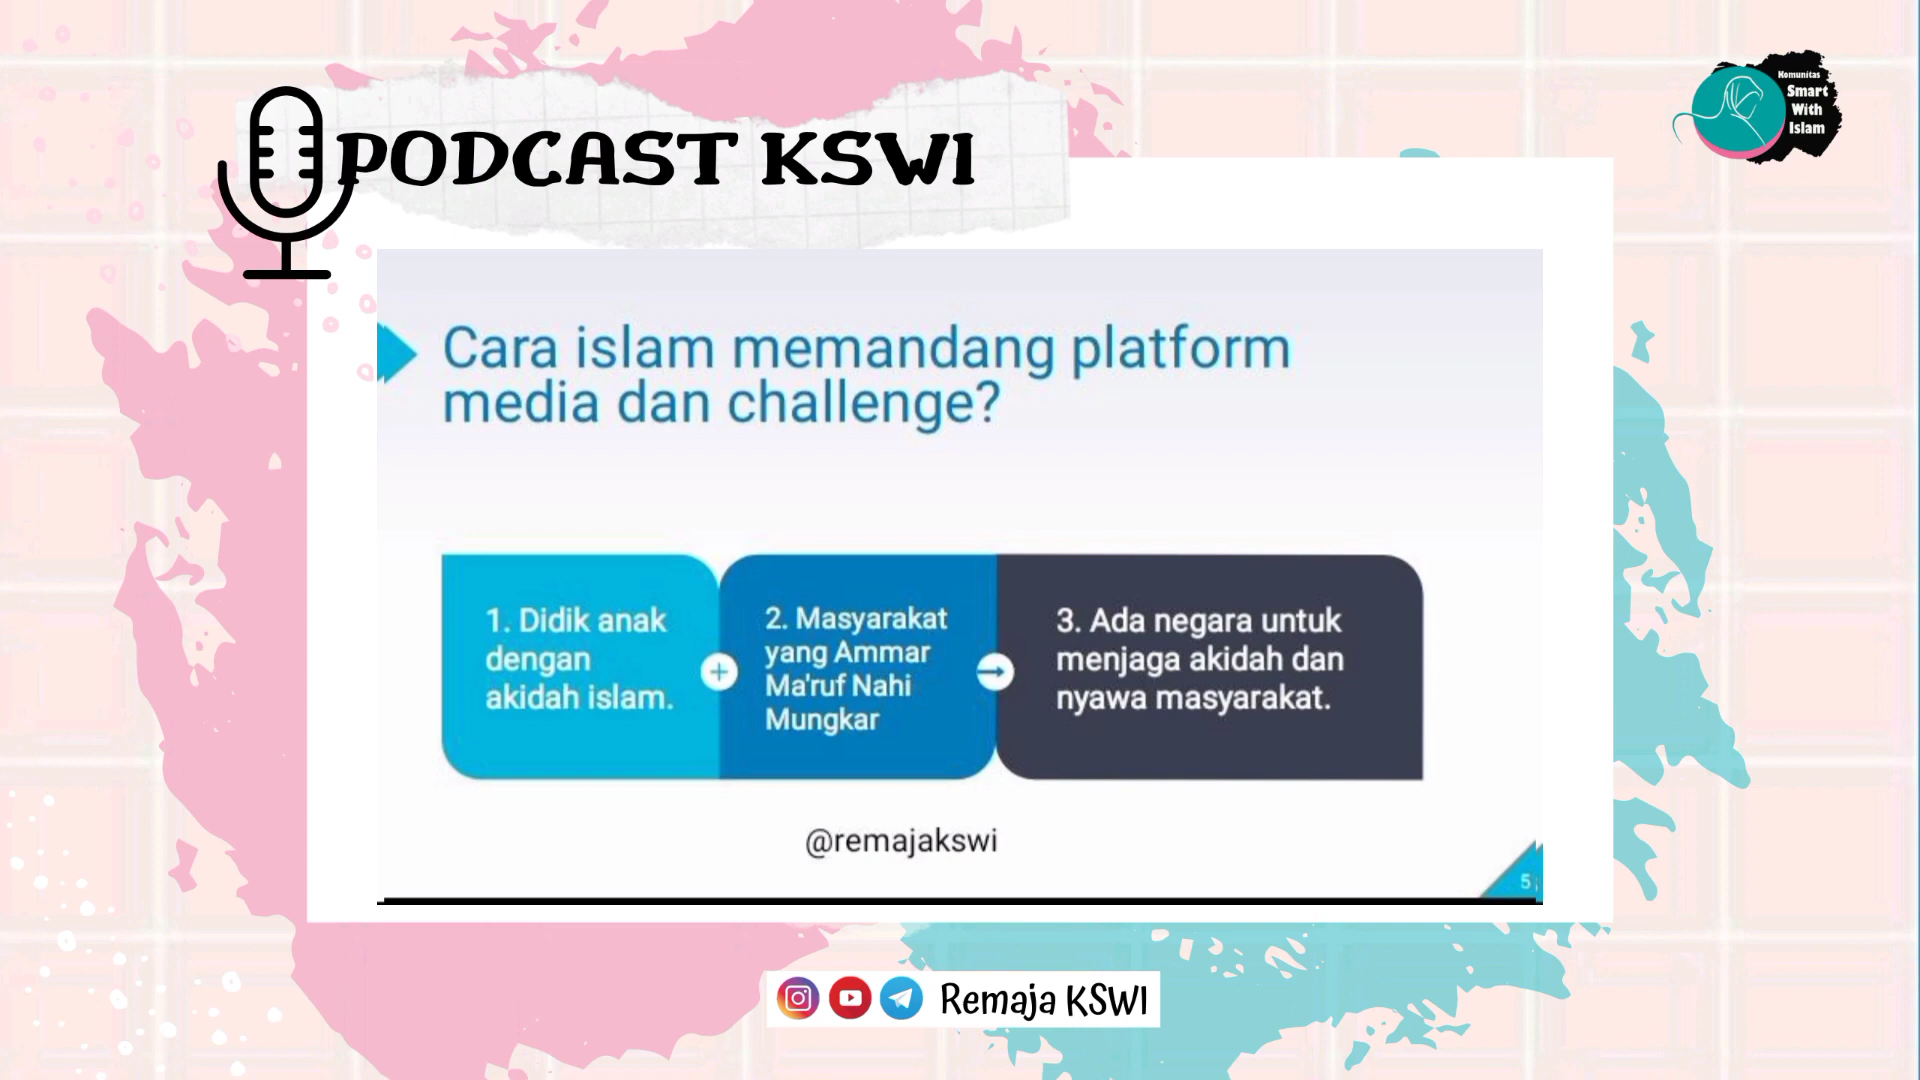 PODCAST KSWI
Komunitas
Smart
With
Islam
Cara islam memandang platform
media dan challenge?
1. Didik anak
dengan
akidah islam.
2. Masyarakat
yang Ammar
Ma'ruf Nahi
Mungkar
3. Ada negara untuk
menjaga akidah dan
nyawa masyarakat.
@remajakswi
5
Remaja KSWI